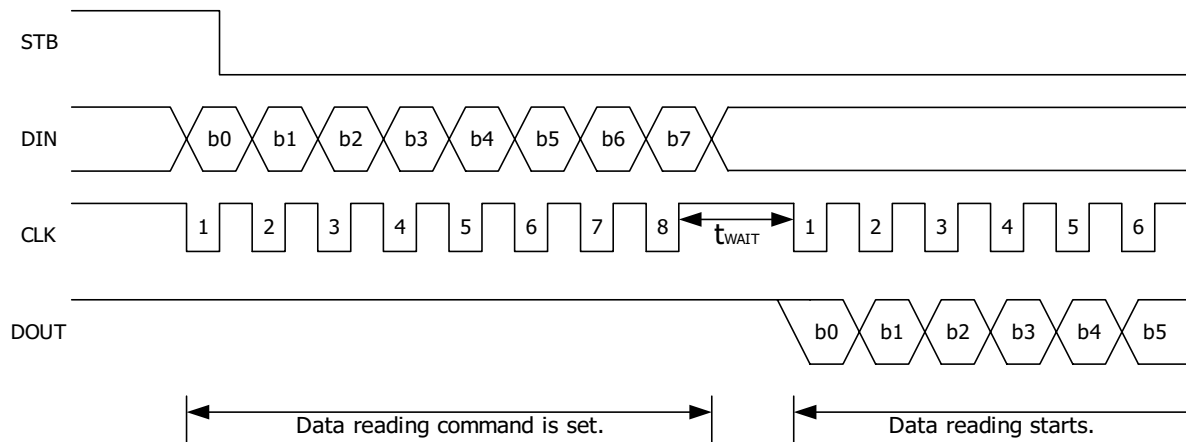 STB
DIN b0 b1 b2 b3 b4 b5 b6 b7
CLK 1 2 3 4 5 6 7 8 tWAIT 1 2 3 4 5 6
DOUT b0 b1 b2 b3 b4 b5
Data reading command is set. Data reading starts.